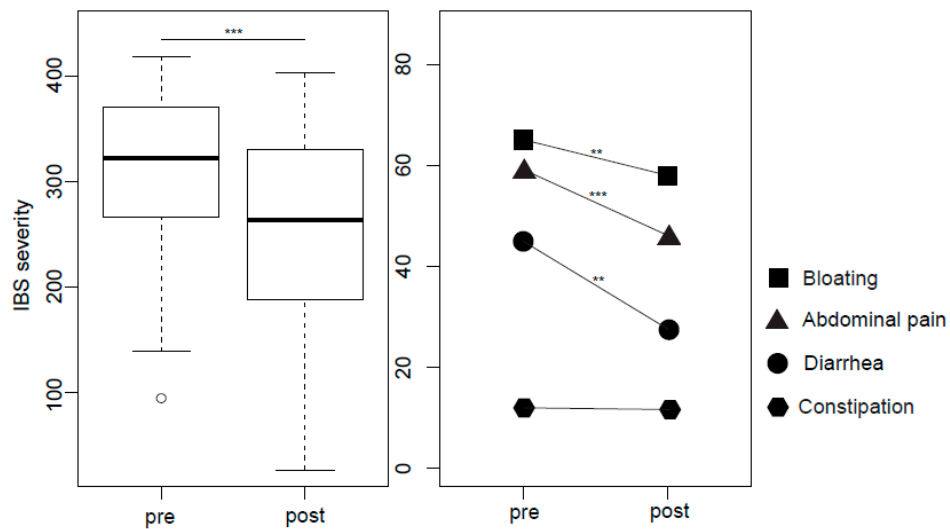 ***
IBS severity
400
300
200
100
pre
post
80
60
40
20
0
**
***
**
pre
post
Bloating
Abdominal pain
Diarrhea
Constipation